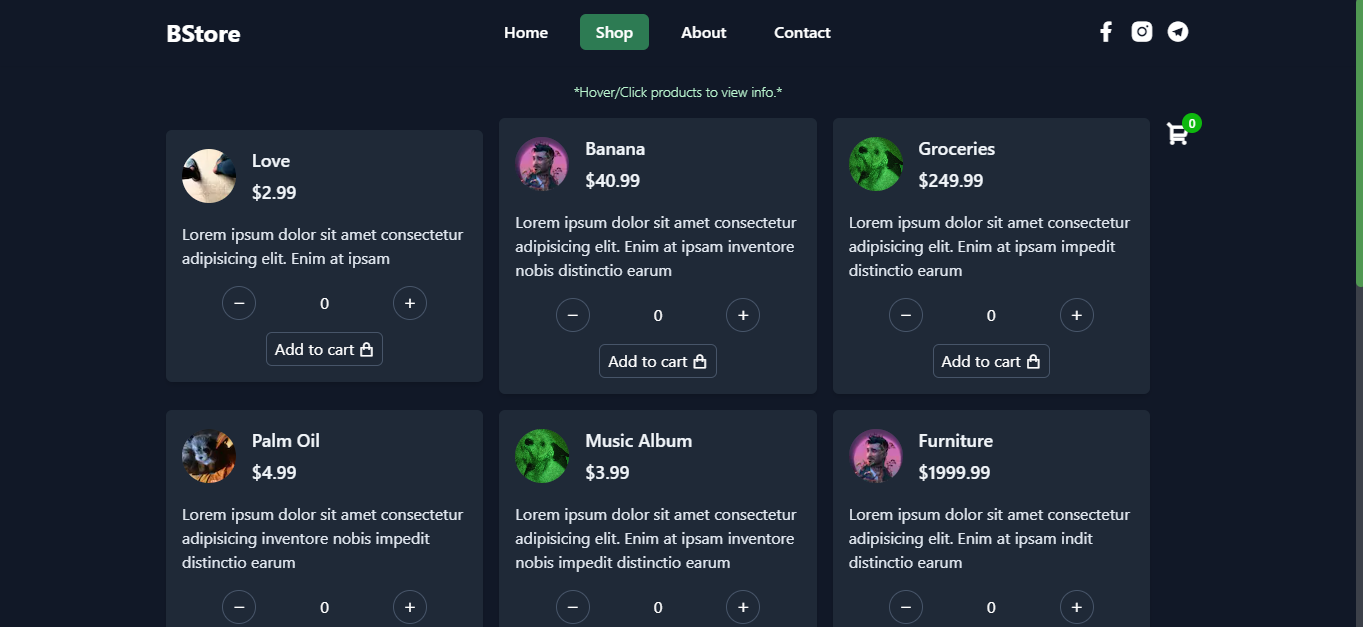 BStore
Home Shop About Contact
*Hover/Click products to view info.*
0
Love
$2.99
Lorem ipsum dolor sit amet consectetur
adipisicing elit. Enim at ipsam
− 0 +
Add to cart
Banana
$40.99
Lorem ipsum dolor sit amet consectetur
adipisicing elit. Enim at ipsam inventore
nobis distinctio earum
− 0 +
Add to cart
Groceries
$249.99
Lorem ipsum dolor sit amet consectetur
adipisicing elit. Enim at ipsam impedit
distinctio earum
− 0 +
Add to cart
Palm Oil
$4.99
Lorem ipsum dolor sit amet consectetur
adipisicing inventore nobis impedit
distinctio earum
− 0 +
Music Album
$3.99
Lorem ipsum dolor sit amet consectetur
adipisicing elit. Enim at ipsam inventore
nobis impedit distinctio earum
− 0 +
Furniture
$1999.99
Lorem ipsum dolor sit amet consectetur
adipisicing elit. Enim at ipsam indit
distinctio earum
− 0 +